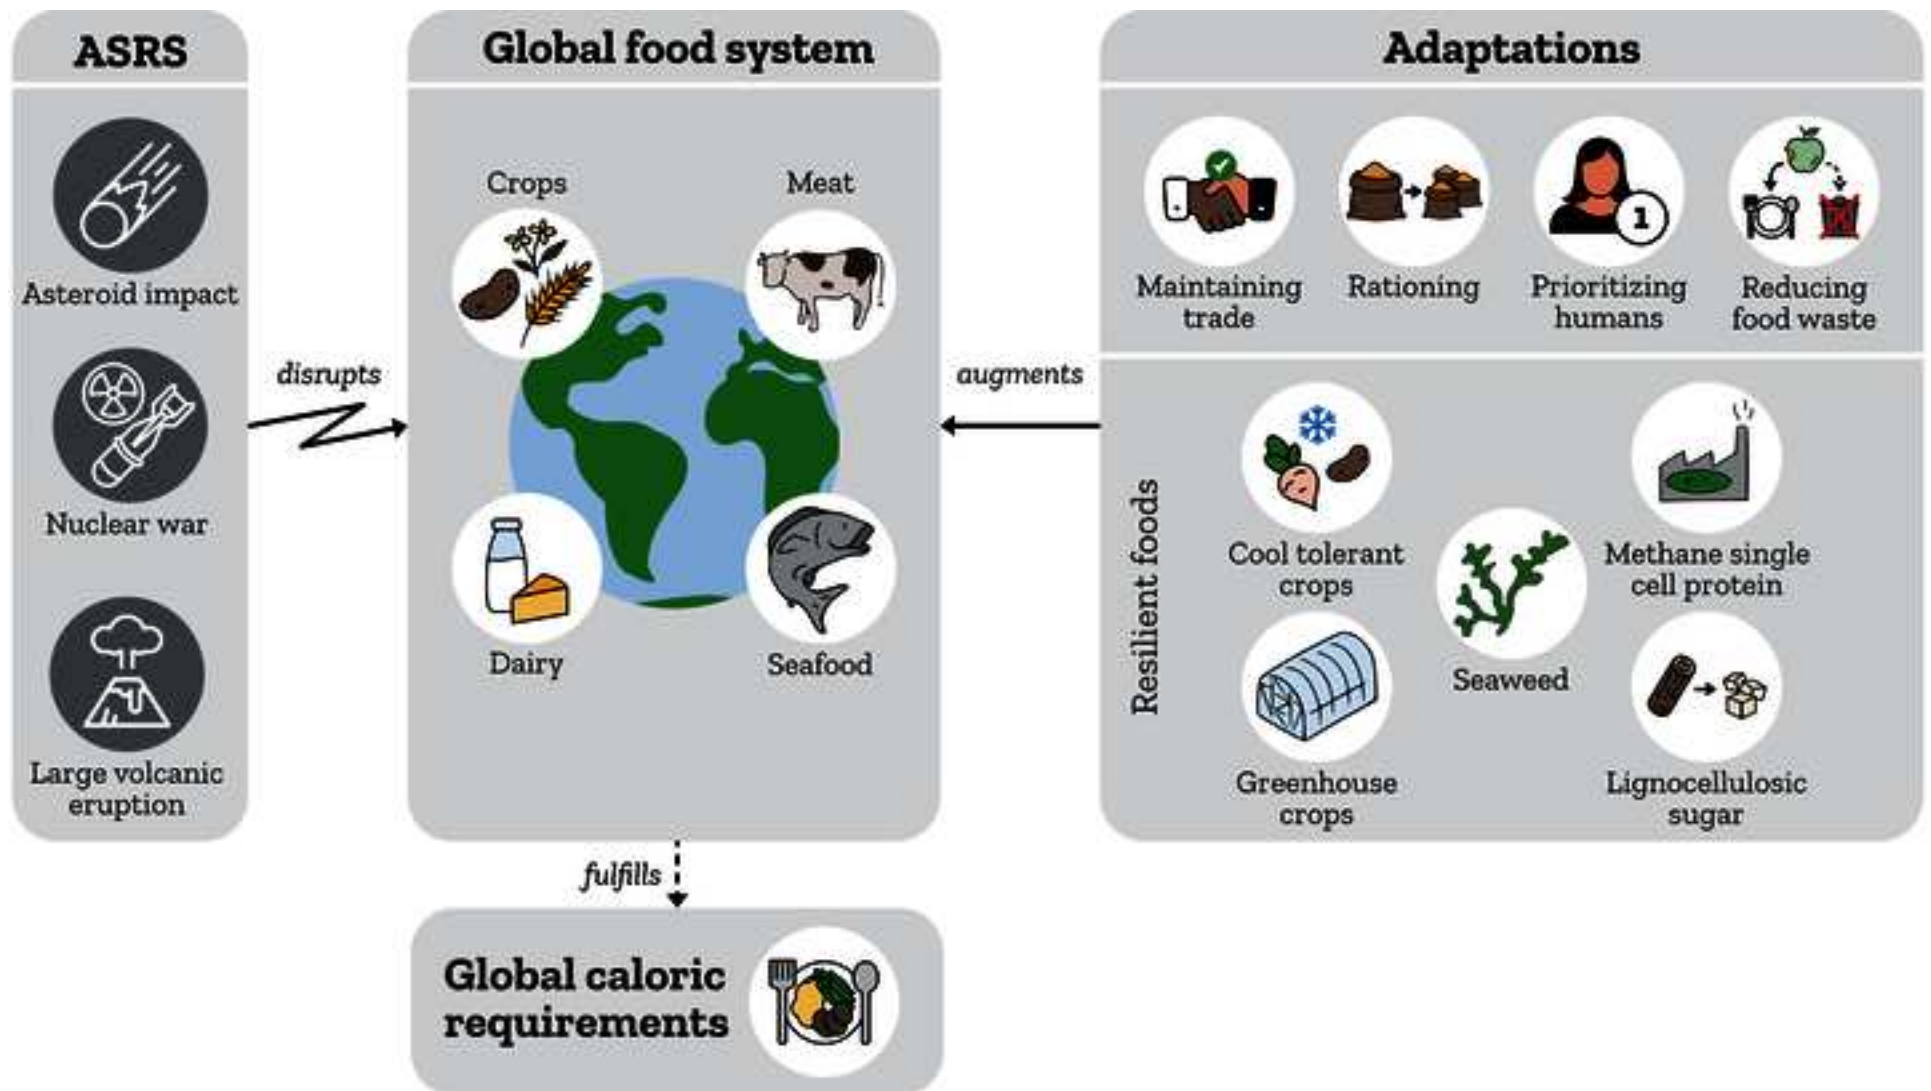 ASRS
Asteroid impact
Nuclear war
Large volcanic
eruption
disrupts
Global food system
Crops
Meat
Dairy
Seafood
fulfills
Global caloric
requirements
augments
Adaptations
Maintaining
trade
Rationing
1
Prioritizing
humans
Reducing
food waste
Resilient foods
Cool tolerant
crops
Methane single
cell protein
Seaweed
Greenhouse
crops
Lignocellulosic
sugar